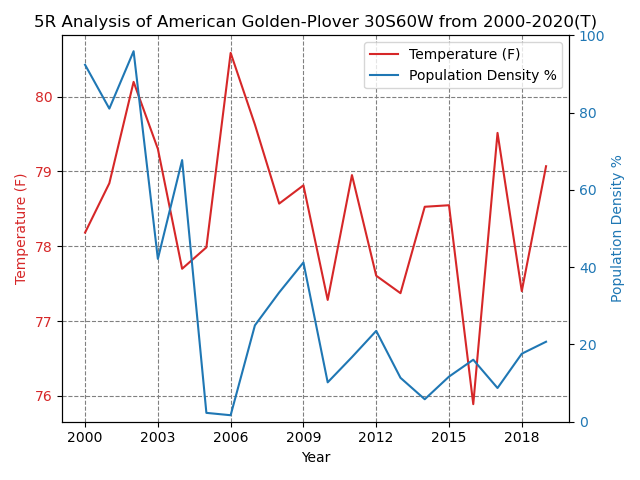 5R Analysis of American Golden-Plover 30S60W from 2000-2020(T)
Temperature (F)
Population Density %
80
79
78
77
76
Temperature (F)
100
80
60
40
20
0
Population Density %
2000 2003 2006 2009 2012 2015 2018
Year